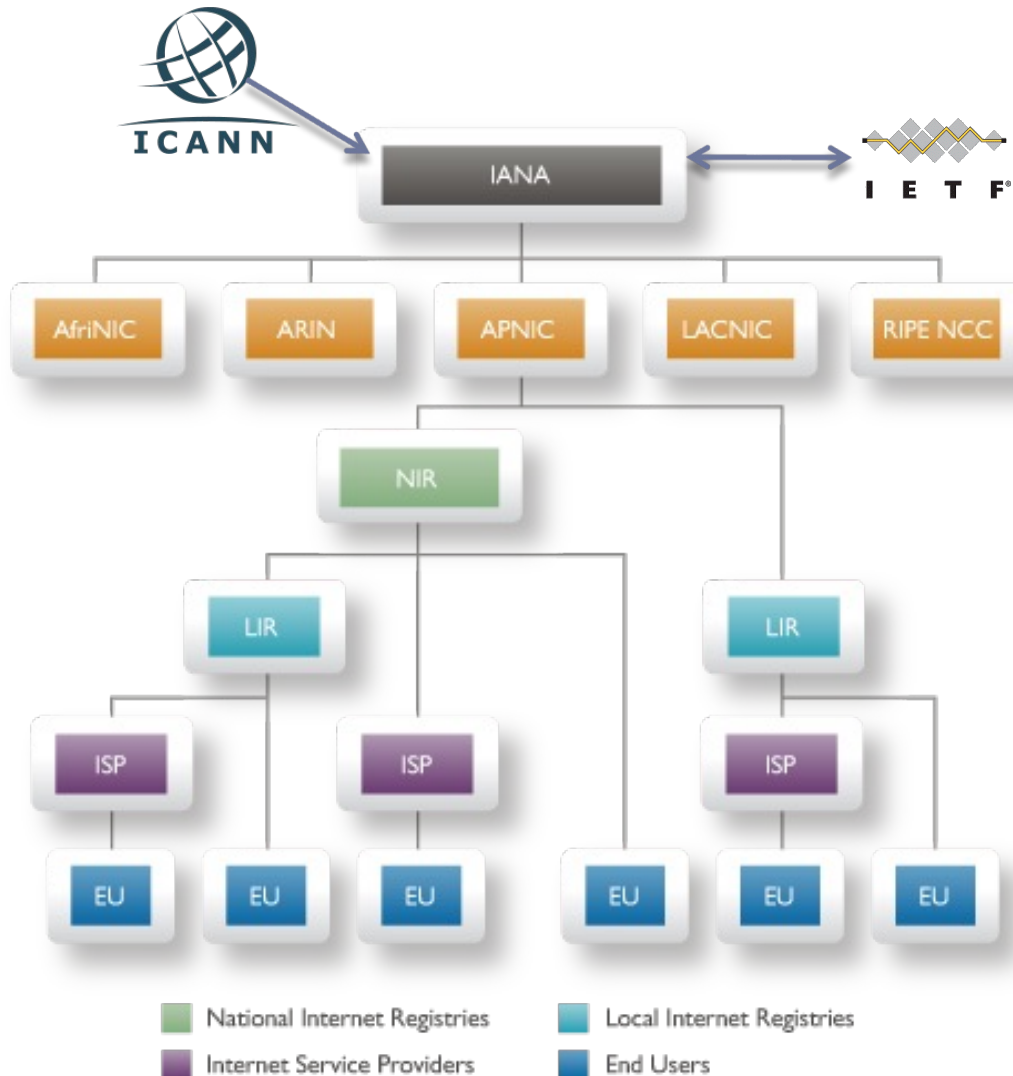 ICANN
IANA
IETF®
AfriNIC
ARIN
APNIC
LACNIC
RIPE NCC
NIR
LIR
LIR
ISP
ISP
ISP
EU
EU
EU
EU
EU
EU
National Internet Registries
Local Internet Registries
Internet Service Providers
End Users